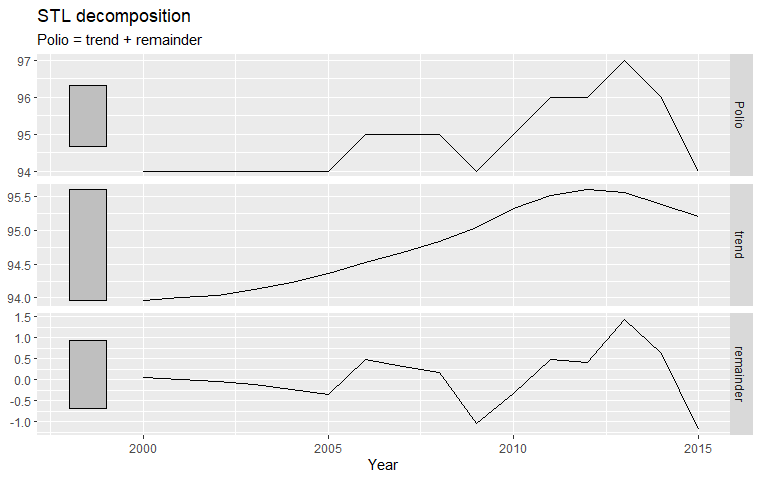 STL decomposition
Polio = trend + remainder
97
96
95
94
Polio
95.5
95.0
94.5
94.0
trend
1.5
1.0
0.5
0.0
-0.5
-1.0
remainder
2000 2005 2010 2015
Year